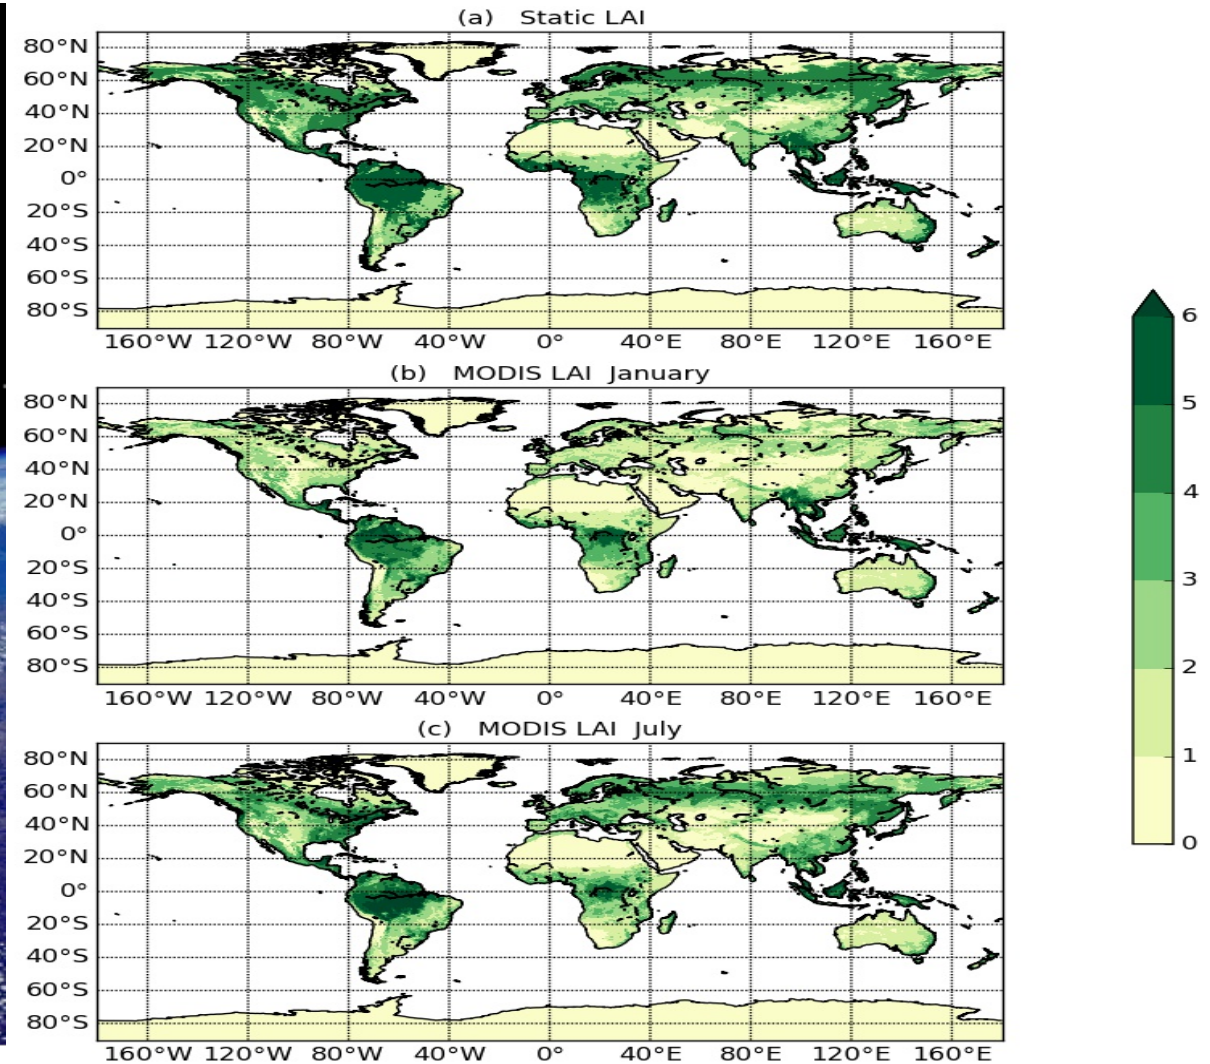 (a) Static LAI
80°N
60°N
40°N
20°N
0°
20°S
40°S
60°S
80°S
160°W 120°W 80°W 40°W 0° 40°E 80°E 120°E 160°E
(b) MODIS LAI January
80°N
60°N
40°N
20°N
0°
20°S
40°S
60°S
80°S
160°W 120°W 80°W 40°W 0° 40°E 80°E 120°E 160°E
(c) MODIS LAI July
80°N
60°N
40°N
20°N
0°
20°S
40°S
60°S
80°S
160°W 120°W 80°W 40°W 0° 40°E 80°E 120°E 160°E
6
5
4
3
2
1
0